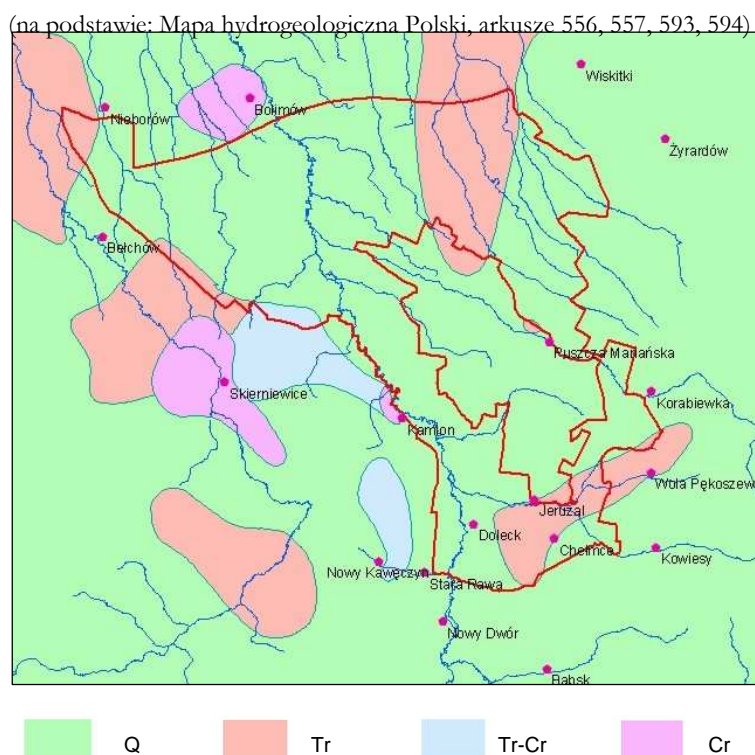 (na podstawie: Mapa hydrogeologiczna Polski, arkusze 556, 557, 593, 594)
Wiskitki
Nieborów
Bolimów
Żyrardów
Bełchów
Puszcza Mariańska
Skierniewice
Korabiewka
Kamion
Wola Pękoszew
Jeruzal
Doleck
Chełmce
Kowiesy
Nowy Kawęczyn
Stara Rawa
Nowy Dwór
Babsk
Q Tr Tr-Cr Cr